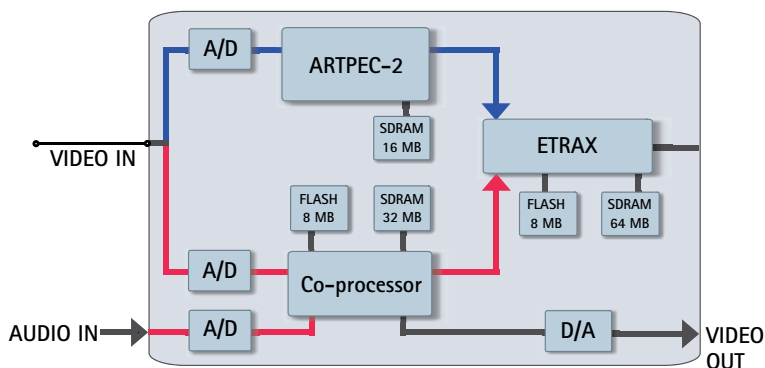 A/D
ARTPEC-2
SDRAM
16 MB
VIDEO IN
ETRAX
FLASH
8 MB
SDRAM
32 MB
FLASH
8 MB
SDRAM
64 MB
A/D
Co-processor
AUDIO IN
A/D
D/A
VIDEO
OUT